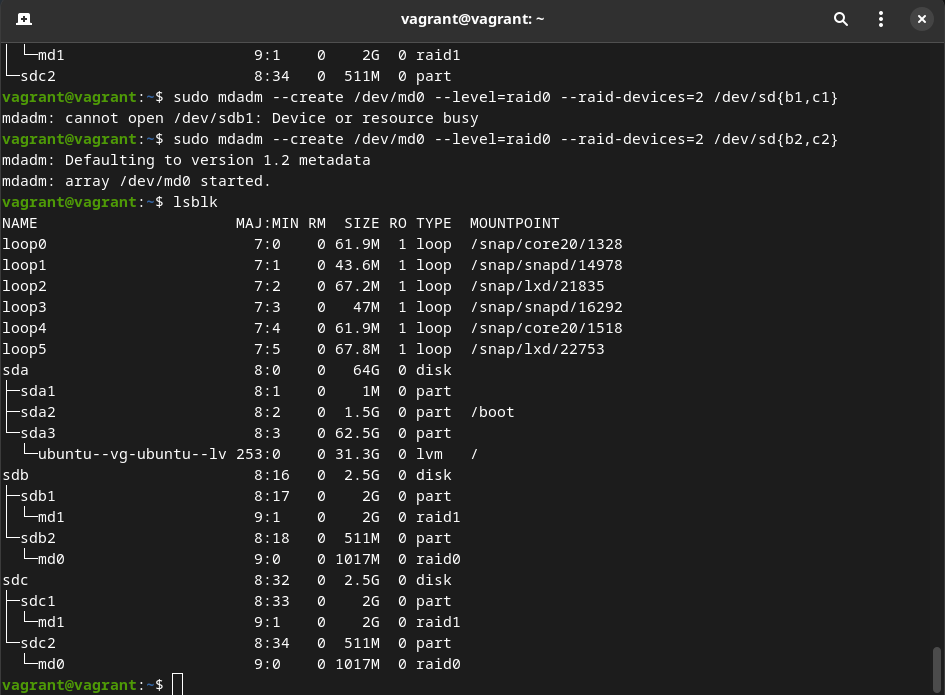 vagrant@vagrant: ~
│ └─md1                     9:1    0    2G  0 raid1
└─sdc2                      8:34   0  511M  0 part
vagrant@vagrant:~$ sudo mdadm --create /dev/md0 --level=raid0 --raid-devices=2 /dev/sd{b1,c1}
mdadm: cannot open /dev/sdb1: Device or resource busy
vagrant@vagrant:~$ sudo mdadm --create /dev/md0 --level=raid0 --raid-devices=2 /dev/sd{b2,c2}
mdadm: Defaulting to version 1.2 metadata
mdadm: array /dev/md0 started.
vagrant@vagrant:~$ lsblk
NAME                      MAJ:MIN RM  SIZE RO TYPE  MOUNTPOINT
loop0                       7:0    0 61.9M  1 loop  /snap/core20/1328
loop1                       7:1    0 43.6M  1 loop  /snap/snapd/14978
loop2                       7:2    0 67.2M  1 loop  /snap/lxd/21835
loop3                       7:3    0   47M  1 loop  /snap/snapd/16292
loop4                       7:4    0 61.9M  1 loop  /snap/core20/1518
loop5                       7:5    0 67.8M  1 loop  /snap/lxd/22753
sda                         8:0    0   64G  0 disk
├─sda1                      8:1    0    1M  0 part
├─sda2                      8:2    0  1.5G  0 part  /boot
└─sda3                      8:3    0 62.5G  0 part
  └─ubuntu--vg-ubuntu--lv 253:0    0 31.3G  0 lvm   /
sdb                         8:16   0  2.5G  0 disk
├─sdb1                      8:17   0    2G  0 part
│ └─md1                     9:1    0    2G  0 raid1
└─sdb2                      8:18   0  511M  0 part
  └─md0                     9:0    0 1017M  0 raid0
sdc                         8:32   0  2.5G  0 disk
├─sdc1                      8:33   0    2G  0 part
│ └─md1                     9:1    0    2G  0 raid1
└─sdc2                      8:34   0  511M  0 part
  └─md0                     9:0    0 1017M  0 raid0
vagrant@vagrant:~$